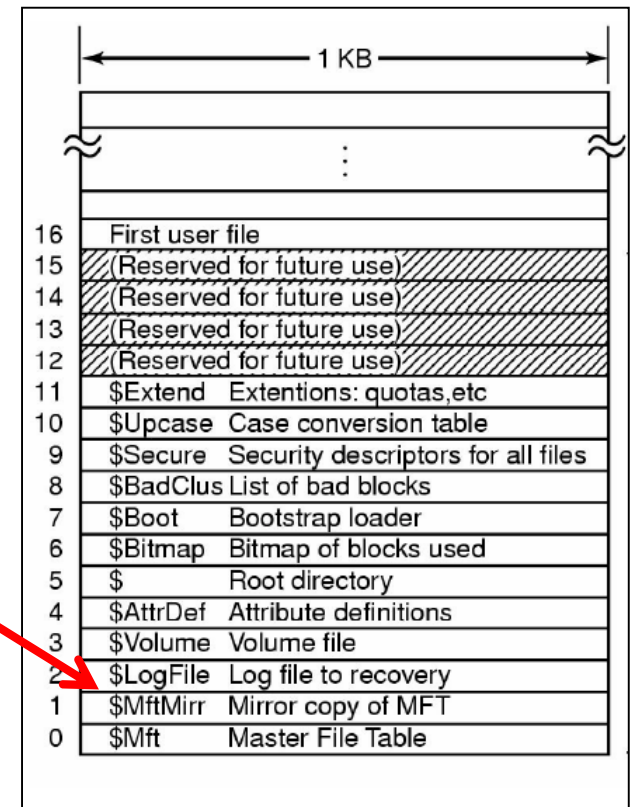 1 KB
16 First user file
15 (Reserved for future use)
14 (Reserved for future use)
13 (Reserved for future use)
12 (Reserved for future use)
11 $Extend Extentions: quotas,etc
10 $Upcase Case conversion table
9 $Secure Security descriptors for all files
8 $BadClus List of bad blocks
7 $Boot Bootstrap loader
6 $Bitmap Bitmap of blocks used
5 $ Root directory
4 $AttrDef Attribute definitions
3 $Volume Volume file
2 $LogFile Log file to recovery
1 $MftMirr Mirror copy of MFT
0 $Mft Master File Table